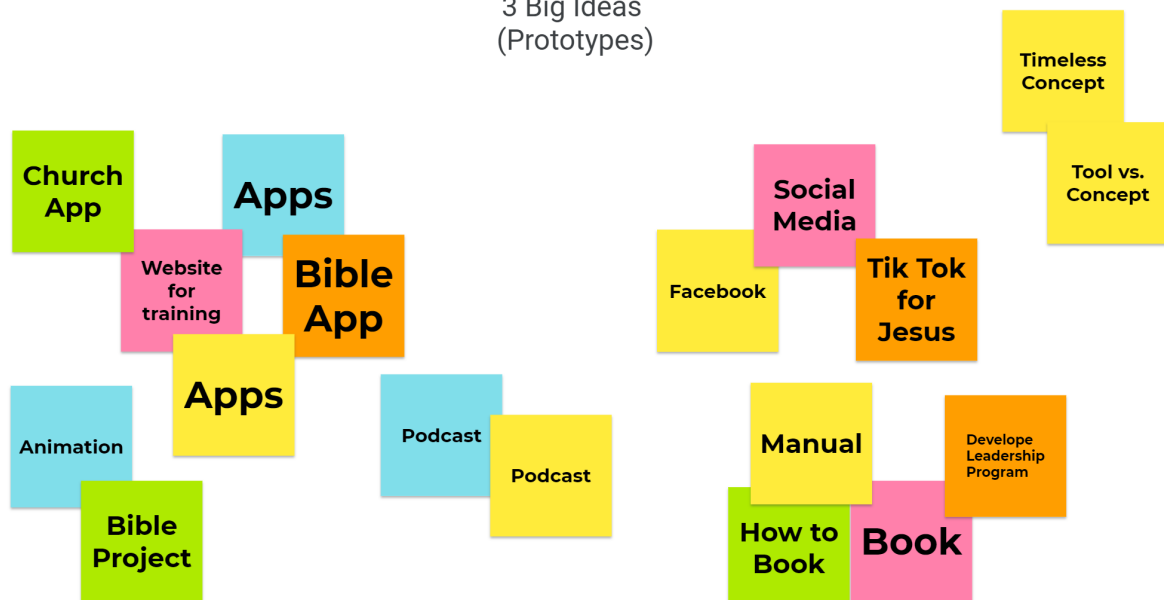 3 Big Ideas
(Prototypes)
Timeless
Concept
Tool vs.
Concept
Church
App
Apps
Website
for
training
Bible
App
Apps
Social
Media
Facebook
Tik Tok
for
Jesus
Animation
Bible
Project
Podcast
Podcast
Manual
Develope
Leadership
Program
How to
Book
Book